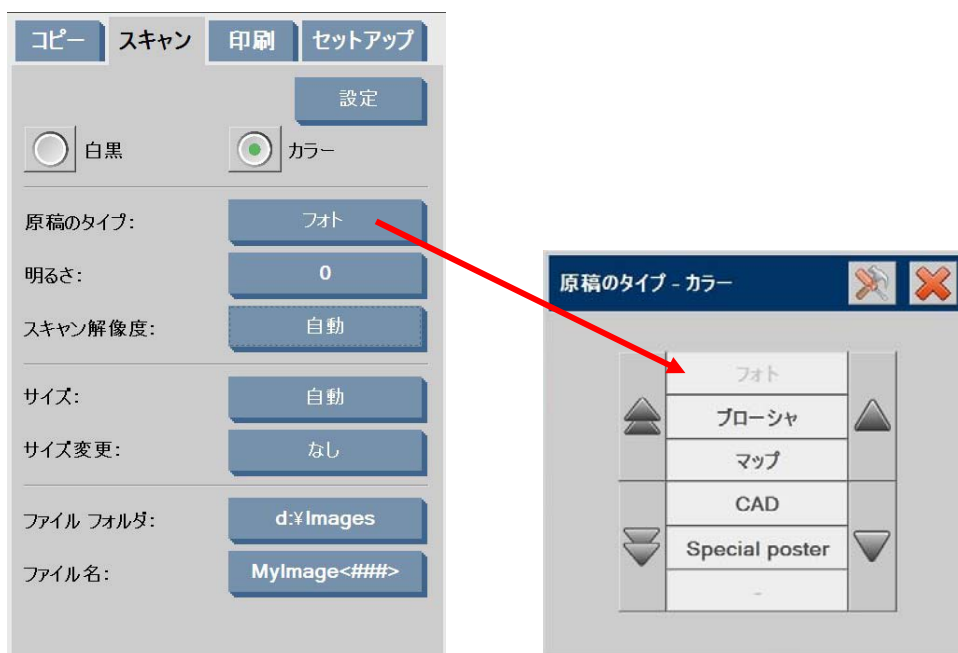 コピー スキャン 印刷 セットアップ
設定
白黒 カラー
原稿のタイプ: フォト
明るさ: 0
スキャン解像度: 自動
サイズ: 自動
サイズ変更: なし
ファイル フォルダ: d:¥Images
ファイル名: MyImage<###>
原稿のタイプ - カラー
フォト
ブローシャ
マップ
CAD
Special poster
-